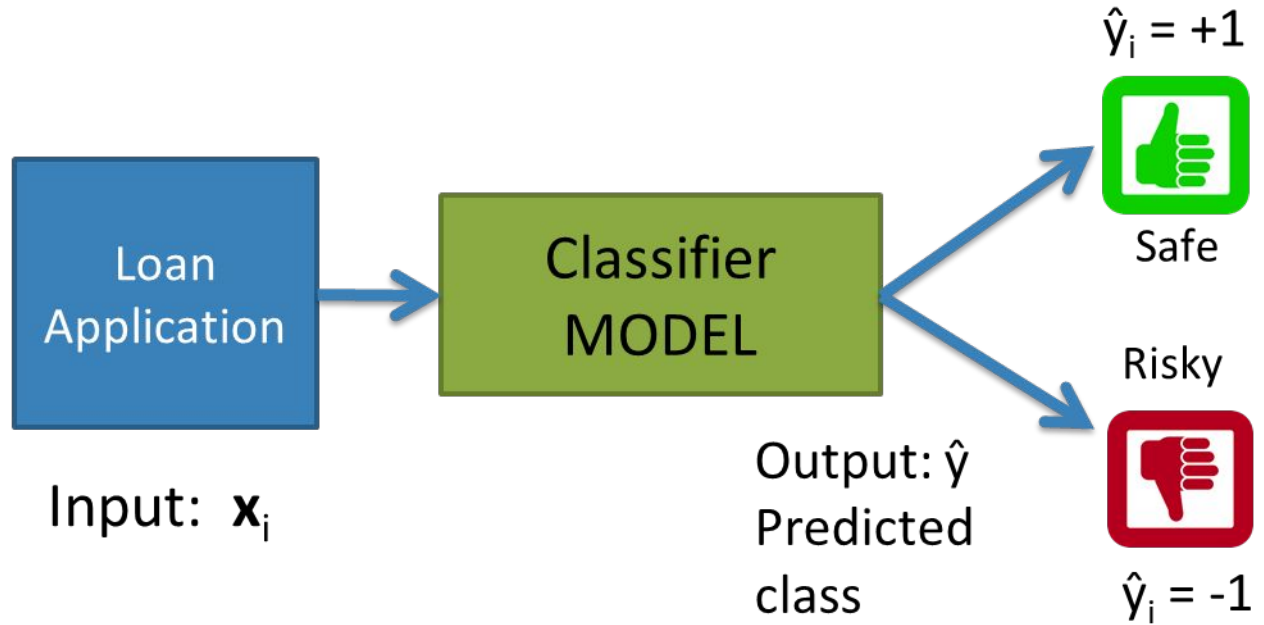 ŷᵢ = +1
Loan
Application
Classifier
MODEL
Safe
Risky
Input: xᵢ
Output: ŷ
Predicted
class
ŷᵢ = -1